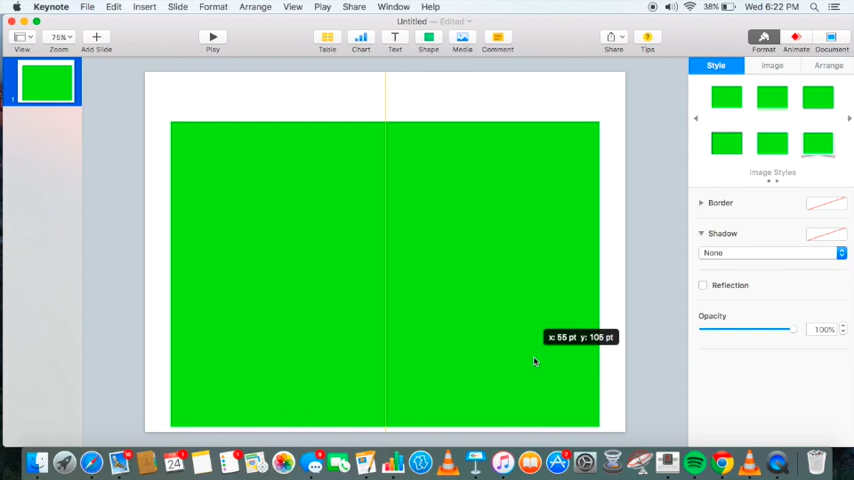 Keynote File Edit Insert Slide Format Arrange View Play Share Window Help 38% Wed 6:22 PM
Untitled — Edited
75%
View Zoom Add Slide Play Table Chart Text Shape Media Comment Share Tips Format Animate Document
Style Image Arrange
1
Image Styles
Border
Shadow
None
Reflection
Opacity
100%
x: 55 pt y: 105 pt